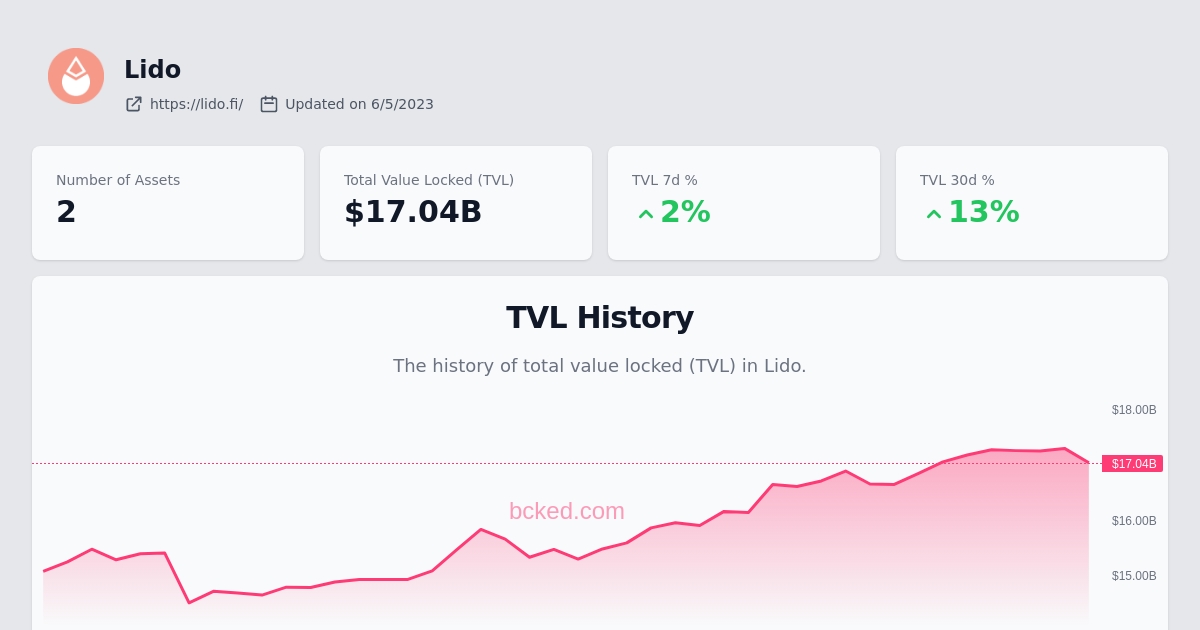 Lido
https://lido.fi/ Updated on 6/5/2023
Number of Assets
2
Total Value Locked (TVL)
$17.04B
TVL 7d %
2%
TVL 30d %
13%
TVL History
The history of total value locked (TVL) in Lido.
$18.00B
$17.04B
bcked.com
$16.00B
$15.00B